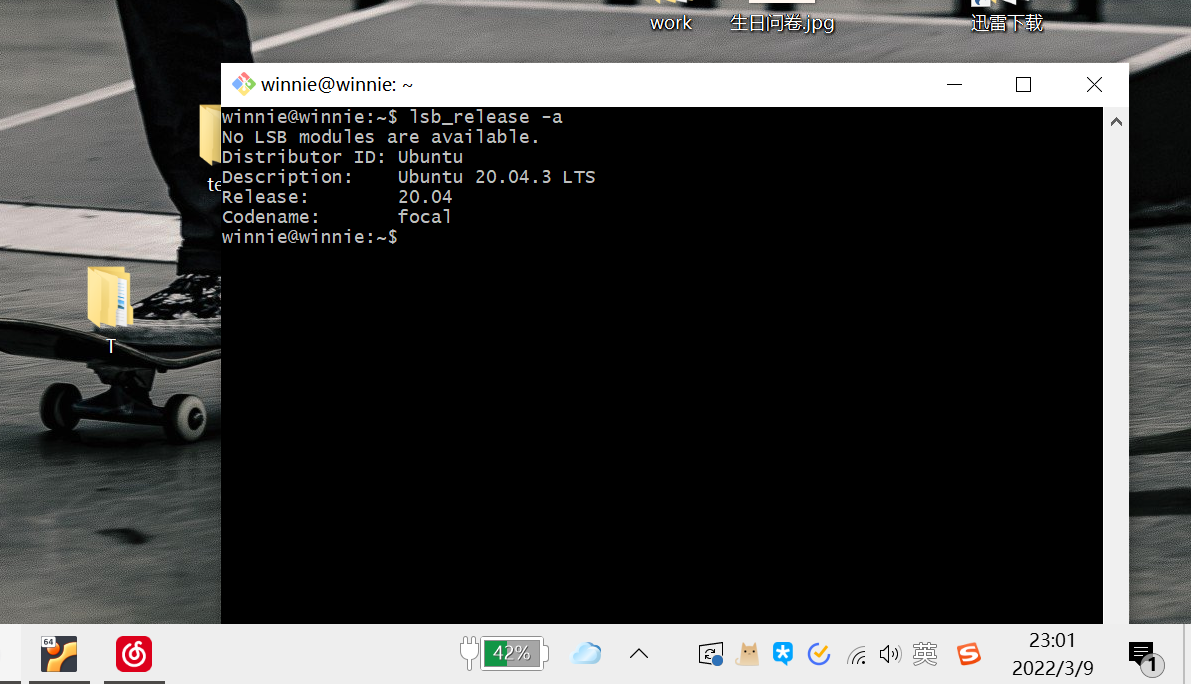 work
生日问卷.jpg
迅雷下载
winnie@winnie: ~
winnie@winnie:~$ lsb_release -a
No LSB modules are available.
Distributor ID: Ubuntu
Description:    Ubuntu 20.04.3 LTS
Release:        20.04
Codename:       focal
winnie@winnie:~$
te
T
64
42%
英
S
23:01
2022/3/9
1